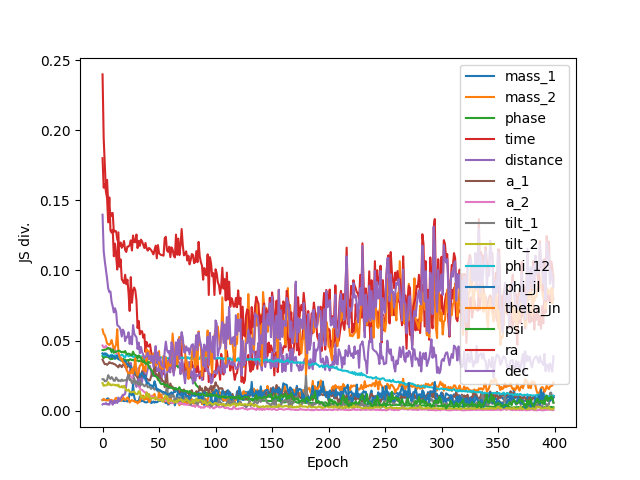 0.25
0.20
0.15
0.10
0.05
0.00
JS div.
0
50
100
150
200
250
300
350
400
Epoch
mass_1
mass_2
phase
time
distance
a_1
a_2
tilt_1
tilt_2
phi_12
phi_jl
theta_jn
psi
ra
dec